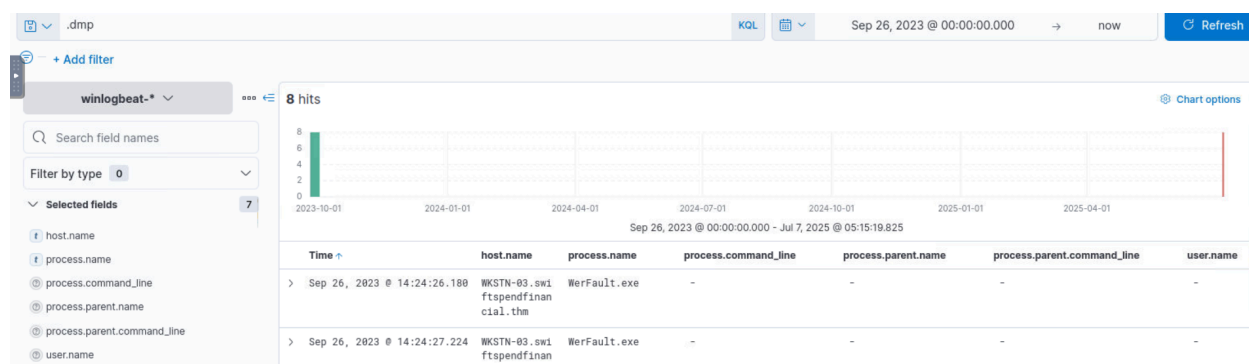 .dmp KQL Sep 26, 2023 @ 00:00:00.000 → now Refresh
+ Add filter
winlogbeat-*
Search field names
Filter by type 0
Selected fields 7
t host.name
t process.name
process.command_line
process.parent.name
process.parent.command_line
user.name
8 hits Chart options
8
6
4
2
0
2023-10-01 2024-01-01 2024-04-01 2024-07-01 2024-10-01 2025-01-01 2025-04-01
Sep 26, 2023 @ 00:00:00.000 - Jul 7, 2025 @ 05:15:19.825
Time ↑ host.name process.name process.command_line process.parent.name process.parent.command_line user.name
Sep 26, 2023 @ 14:24:26.180 WKSTN-03.swi WerFault.exe - - - -
ftspendfinan
cial.thm
Sep 26, 2023 @ 14:24:27.224 WKSTN-03.swi WerFault.exe - - - -
ftspendfinan